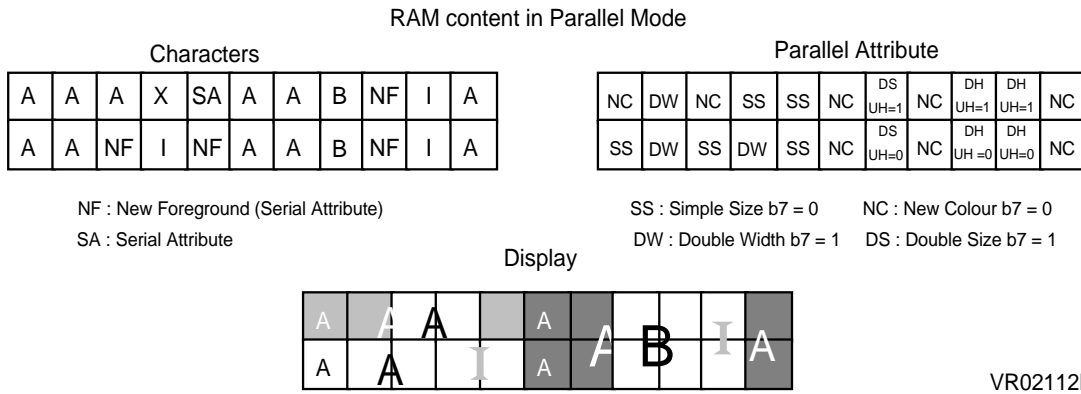 RAM content in Parallel Mode
Characters
Parallel Attribute
A A A X SA A A B NF I A
A A NF I NF A A B NF I A
NC DW NC SS SS NC DS UH=1 NC DH UH=1 DH UH=1 NC
SS DW SS DW SS NC DS UH=0 NC DH UH =0 DH UH=0 NC
NF : New Foreground (Serial Attribute)
SA : Serial Attribute
SS : Simple Size b7 = 0 NC : New Colour b7 = 0
DW : Double Width b7 = 1 DS : Double Size b7 = 1
Display
A A A A A B I A
A A I A
VR02112